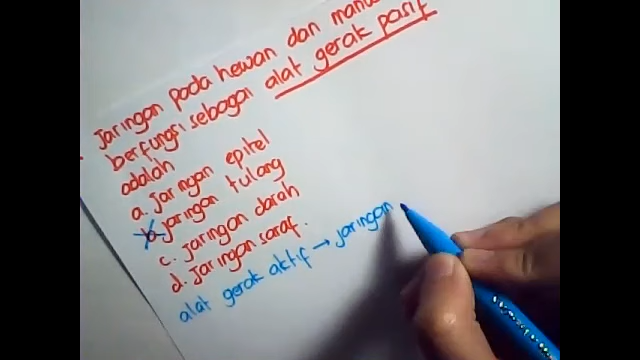 Jaringan pada hewan dan
berfungsi sebagai alat gerak pasif
adalah
a. Jaringan epitel
b. jaringan tulang
c. jaringan darah
d. Jaringan saraf.
alat gerak aktif → jaringan